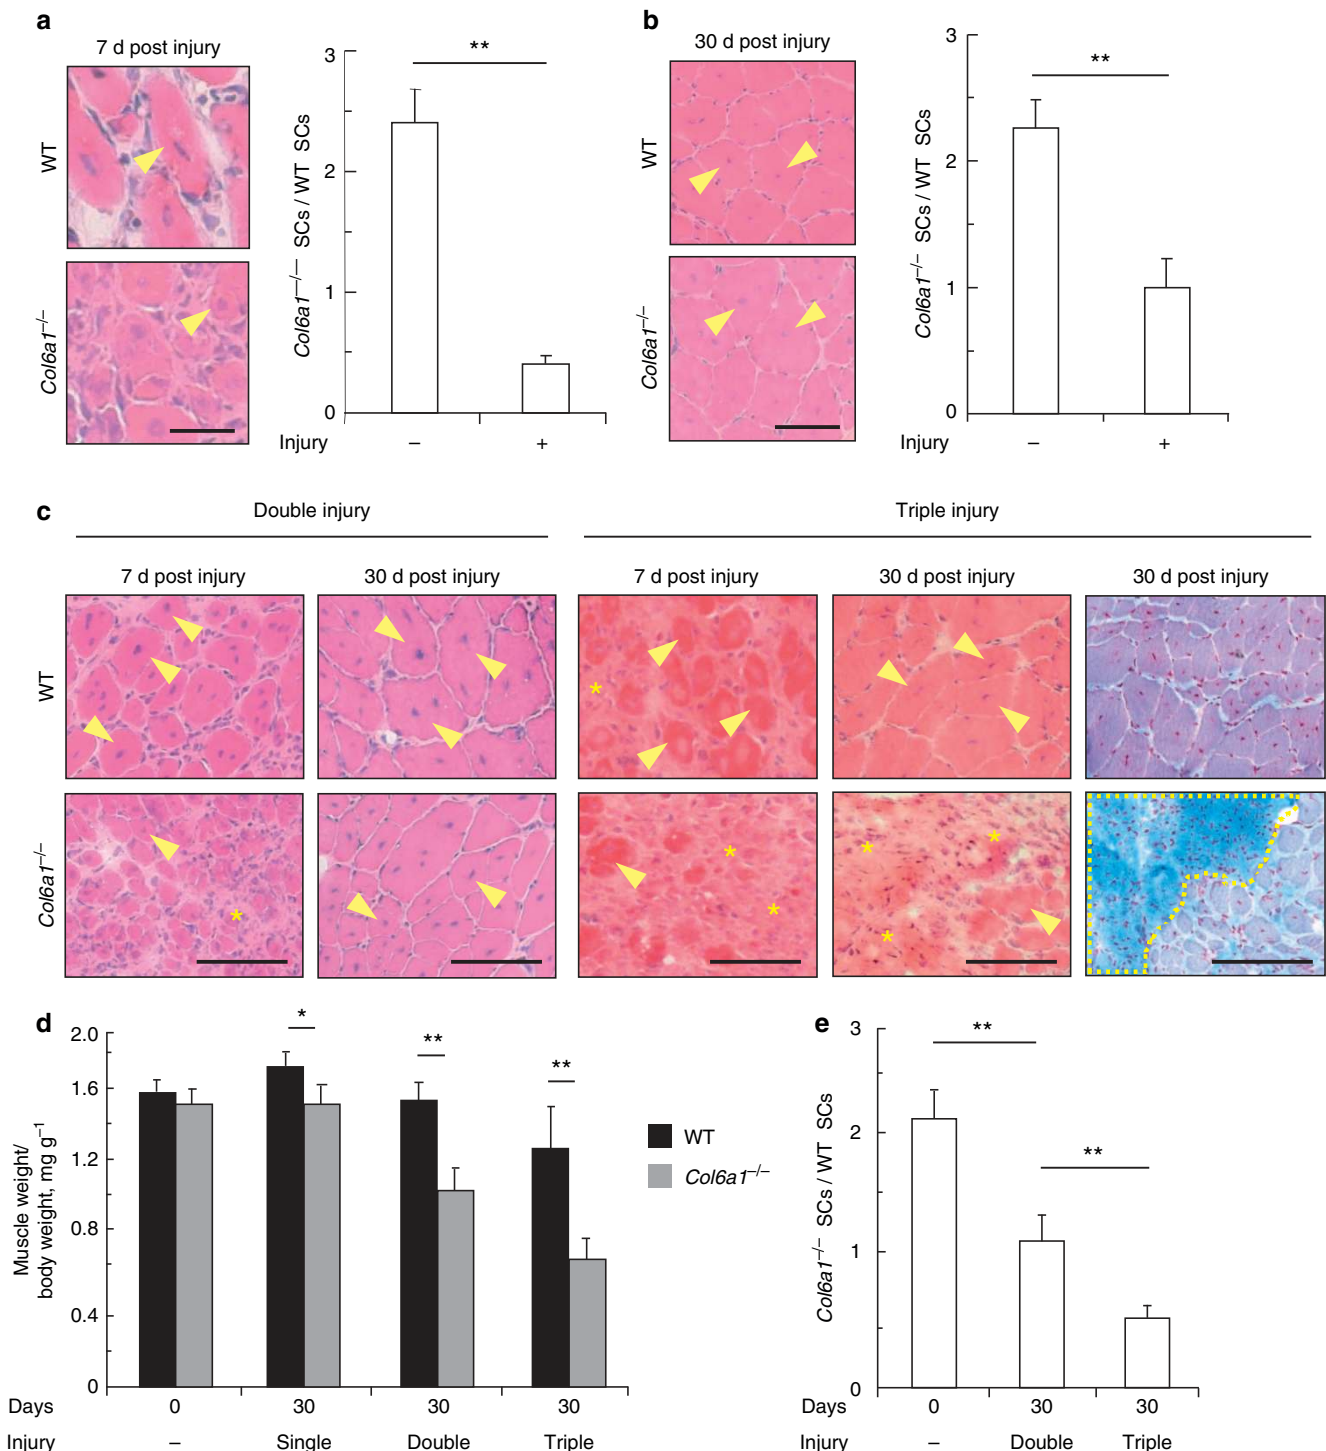 a
7 d post injury
WT
Col6a1–/–
Col6a1–/– SCs / WT SCs
3
2
1
0
**
Injury
–
+
b
30 d post injury
WT
Col6a1–/–
Col6a1–/– SCs / WT SCs
3
2
1
0
**
Injury
–
+
c
Double injury
Triple injury
7 d post injury
30 d post injury
7 d post injury
30 d post injury
30 d post injury
WT
*
Col6a1–/–
*
*
*
*
*
*
d
Muscle weight/
body weight, mg g–1
2.0
1.6
1.2
0.8
0.4
0
*
**
**
WT
Col6a1–/–
Days
0
30
30
30
Injury
–
Single
Double
Triple
e
Col6a1–/– SCs / WT SCs
3
2
1
0
**
**
Days
0
30
30
Injury
–
Double
Triple